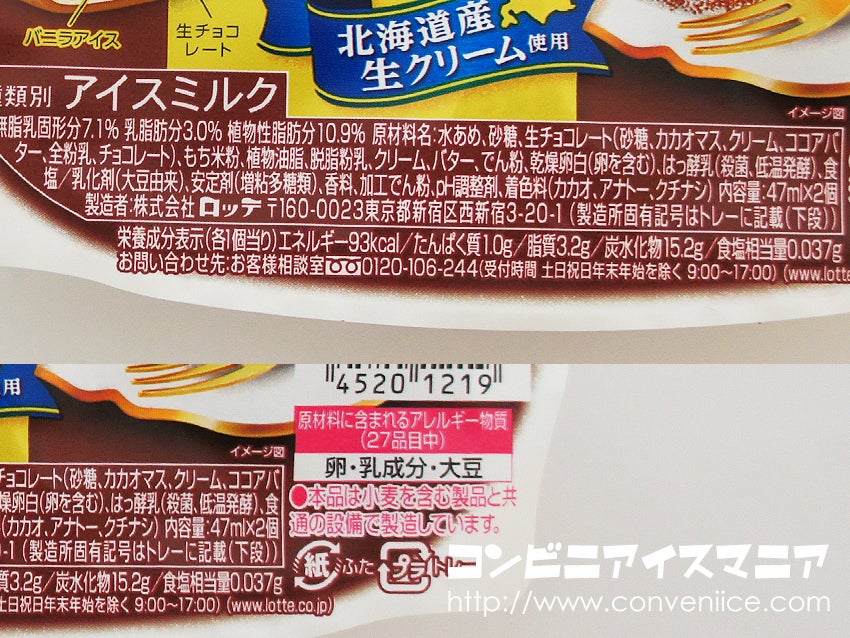 バニラアイス
生チョコ
レート
北海道産
生クリーム使用
イメージ図
種類別 アイスミルク
無脂乳固形分7.1% 乳脂肪分3.0% 植物性脂肪分10.9% 原材料名:水あめ、砂糖、生チョコレート(砂糖、カカオマス、クリーム、ココアバ
ター、全粉乳、チョコレート)、もち米粉、植物油脂、脱脂粉乳、クリーム、バター、でん粉、乾燥卵白(卵を含む)、はっ酵乳(殺菌、低温発酵)、食
塩/乳化剤(大豆由来)、安定剤(増粘多糖類)、香料、加工でん粉、pH調整剤、着色料(カカオ、アナトー、クチナシ) 内容量:47ml×2個
製造者:株式会社 ロッテ 〒160-0023東京都新宿区西新宿3-20-1(製造所固有記号はトレーに記載(下段))
栄養成分表示(各1個当り)エネルギー93kcal/たんぱく質1.0g/脂質3.2g/炭水化物15.2g/食塩相当量0.037g
お問い合わせ先:お客様相談室 0120-106-244(受付時間 土日祝日年末年始を除く 9:00~17:00) (www.lotte
用
イメージ図
チョコレート(砂糖、カカオマス、クリーム、ココアバ
燥卵白(卵を含む)、はっ酵乳(殺菌、低温発酵)、食
(カカオ、アナトー、クチナシ) 内容量:47ml×2個
-1(製造所固有記号はトレーに記載(下段))
質3.2g/炭水化物15.2g/食塩相当量0.037g
土日祝日年末年始を除く 9:00~17:00) (www.lotte.co.jp)
4520 1219
原材料に含まれるアレルギー物質
(27品目中)
卵・乳成分・大豆
●本品は小麦を含む製品と共
通の設備で製造しています。
紙 ふた プラ トレー
コンビニアイスマニア
http://www.conveniice.com